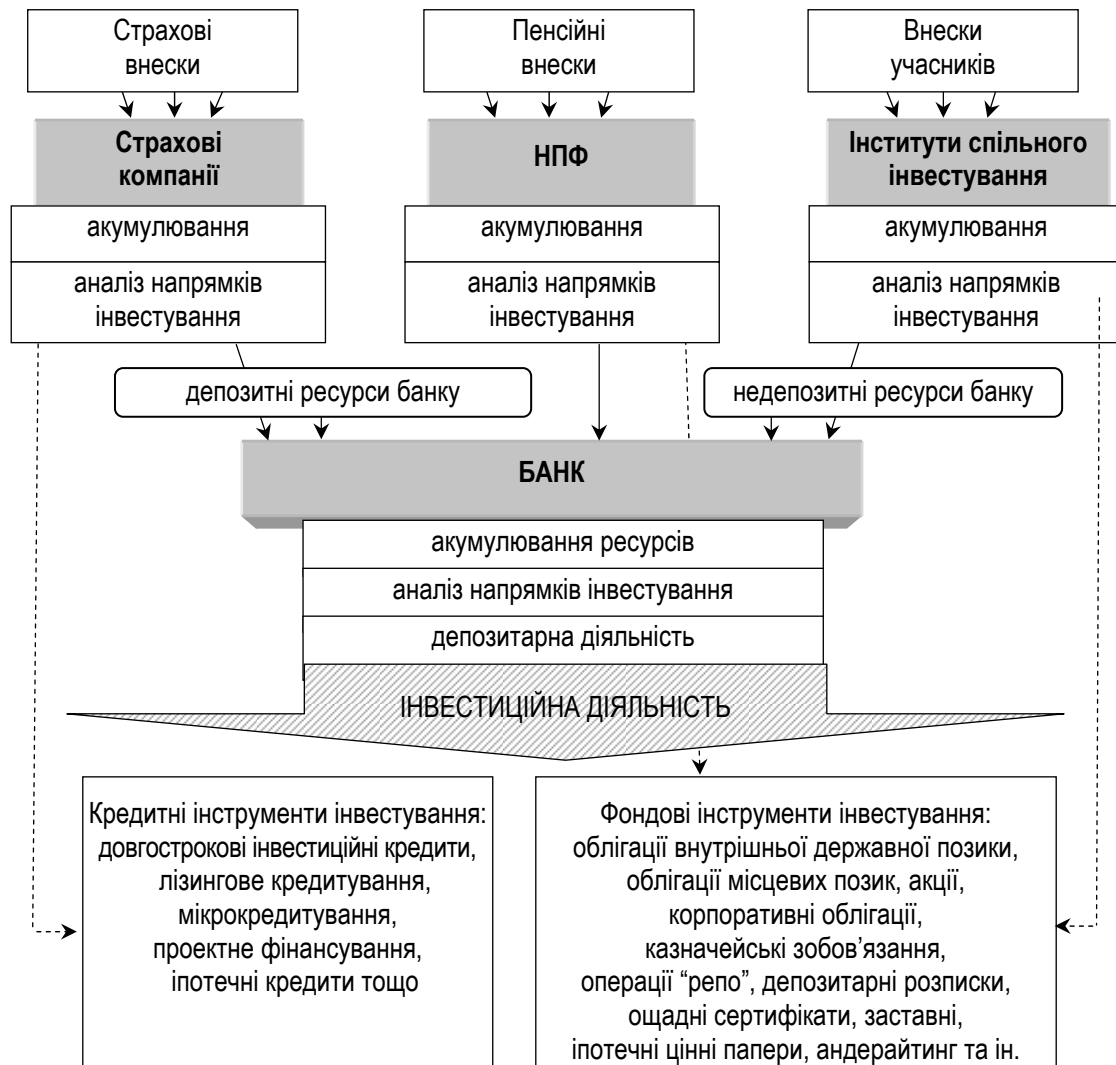 Страхові
внески
Пенсійні
внески
Внески
учасників
Страхові
компанії
НПФ
Інститути спільного
інвестування
акумулювання
акумулювання
акумулювання
аналіз напрямків
інвестування
аналіз напрямків
інвестування
аналіз напрямків
інвестування
депозитні ресурси банку
недепозитні ресурси банку
БАНК
акумулювання ресурсів
аналіз напрямків інвестування
депозитарна діяльність
ІНВЕСТИЦІЙНА ДІЯЛЬНІСТЬ
Кредитні інструменти інвестування:
довгострокові інвестиційні кредити,
лізингове кредитування,
мікрокредитування,
проектне фінансування,
іпотечні кредити тощо
Фондові інструменти інвестування:
облігації внутрішньої державної позики,
облігації місцевих позик, акції,
корпоративні облігації,
казначейські зобов’язання,
операції “репо”, депозитарні розписки,
ощадні сертифікати, заставні,
іпотечні цінні папери, андерайтинг та ін.